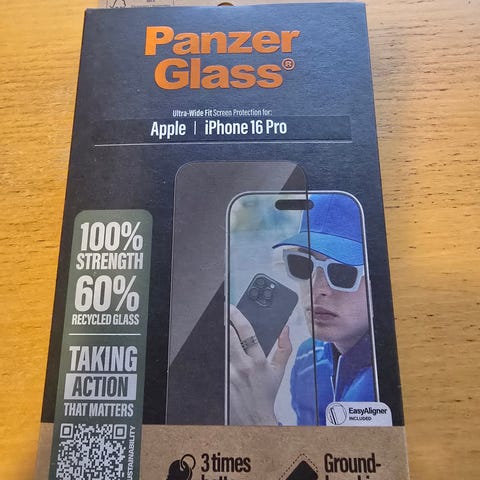 Panzer
Glass®
Ultra-Wide Fit Screen Protection for:
Apple | iPhone 16 Pro
100%
STRENGTH
60%
RECYCLED GLASS
TAKING
ACTION
THAT MATTERS
SUSTAINABILITY
EasyAligner
INCLUDED
3 times
Ground-